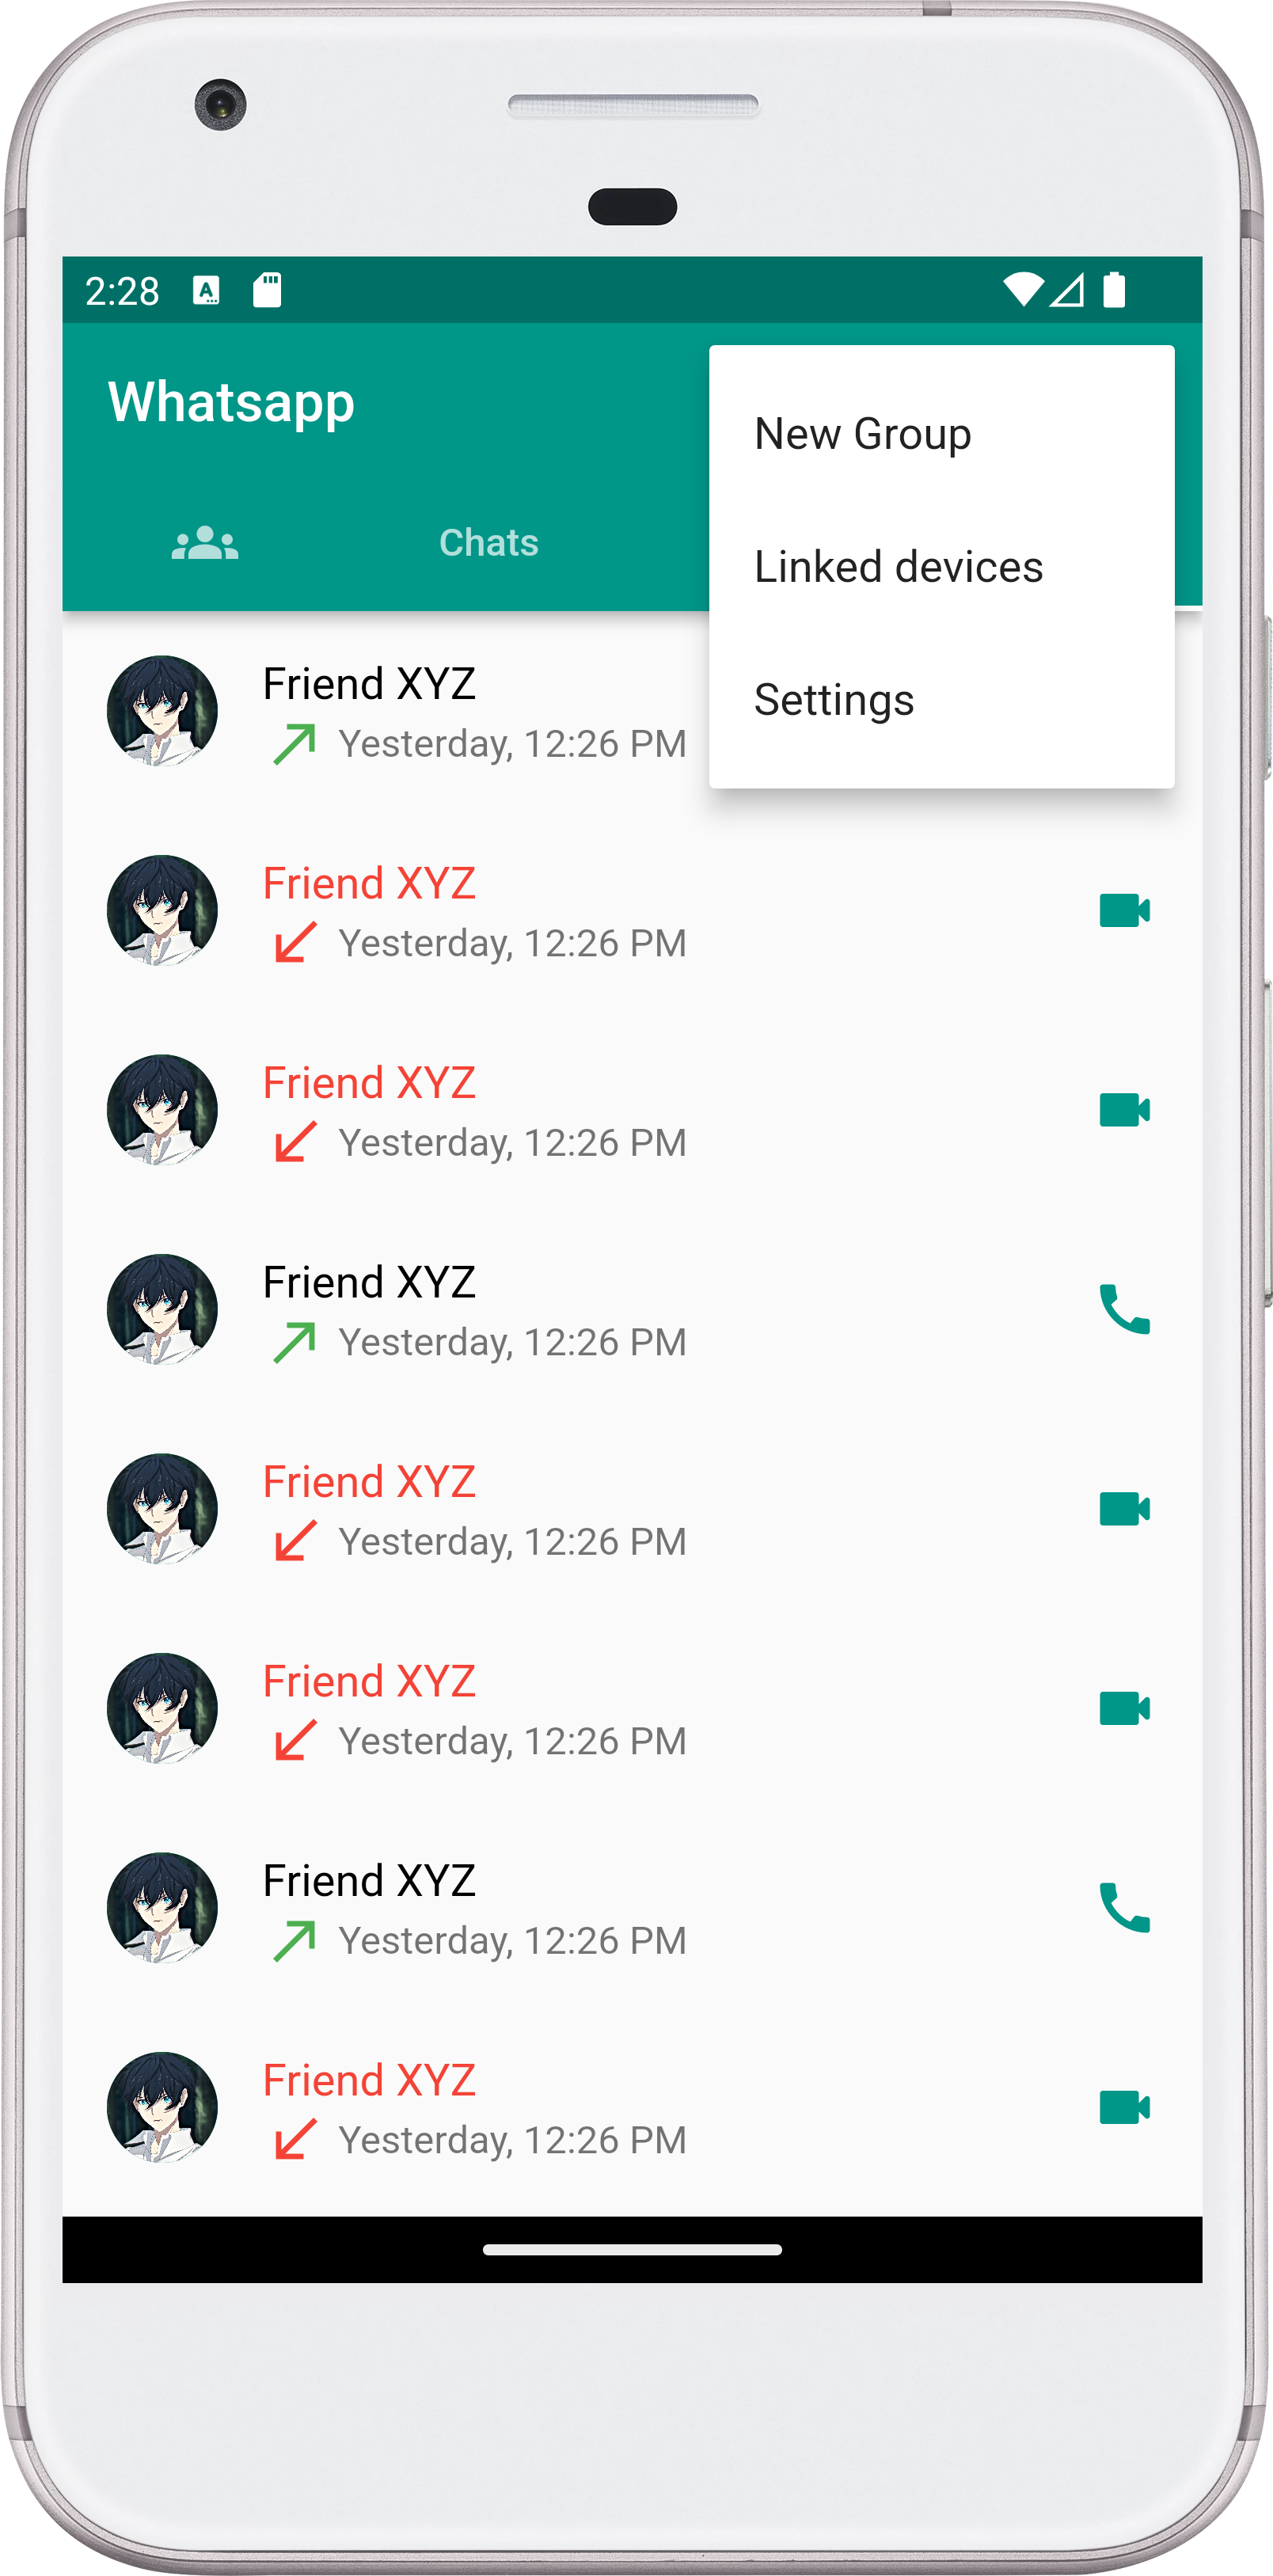 2:28
Whatsapp
New Group
Chats
Linked devices
Settings
Friend XYZ
Yesterday, 12:26 PM
Friend XYZ
Yesterday, 12:26 PM
Friend XYZ
Yesterday, 12:26 PM
Friend XYZ
Yesterday, 12:26 PM
Friend XYZ
Yesterday, 12:26 PM
Friend XYZ
Yesterday, 12:26 PM
Friend XYZ
Yesterday, 12:26 PM
Friend XYZ
Yesterday, 12:26 PM